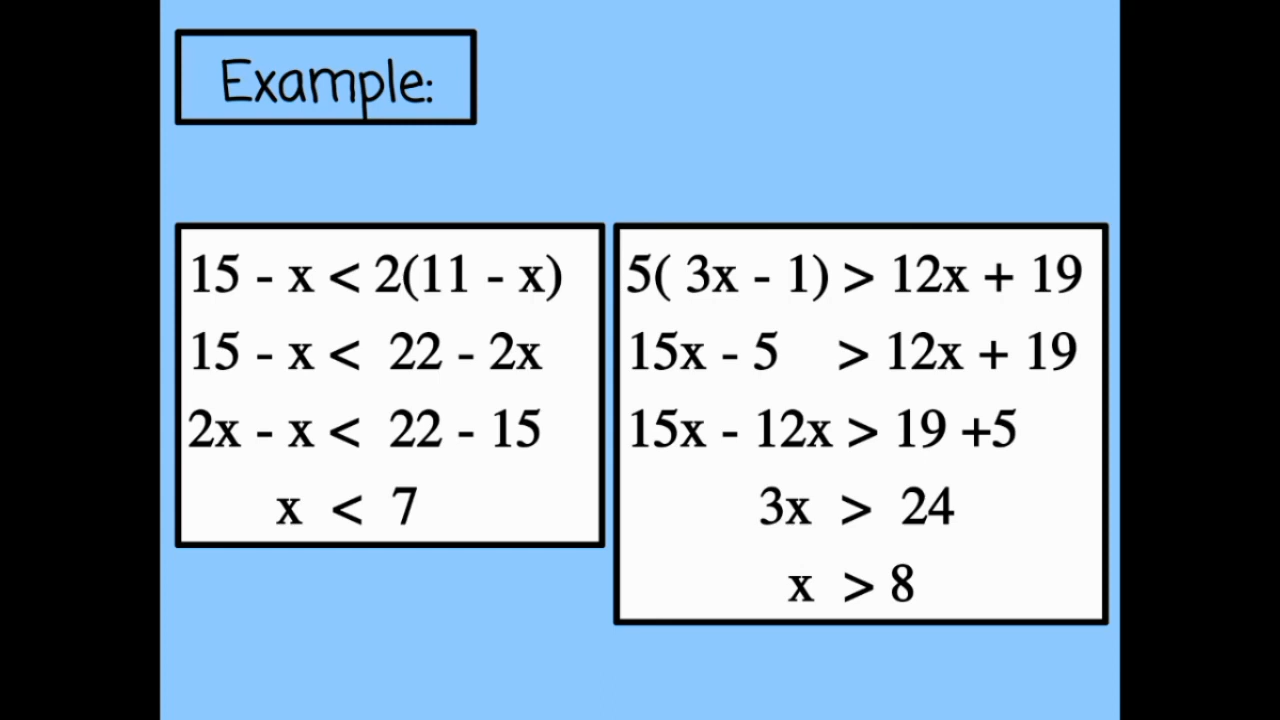 Example:
15 - x < 2(11 - x)
15 - x < 22 - 2x
2x - x < 22 - 15
x < 7
5( 3x - 1) > 12x + 19
15x - 5 > 12x + 19
15x - 12x > 19 +5
3x > 24
x > 8